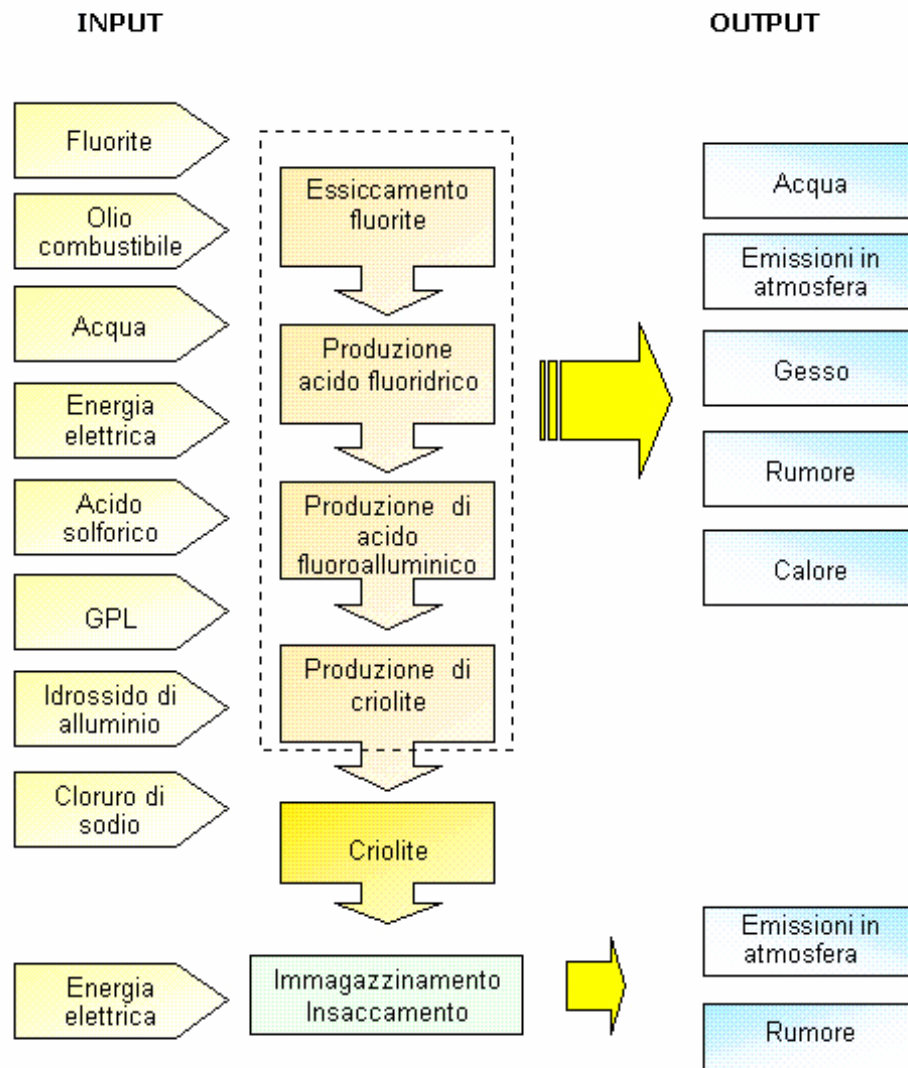 INPUT
OUTPUT
Fluorite
Olio
combustibile
Acqua
Energia
elettrica
Acido
solforico
GPL
Idrossido di
alluminio
Cloruro di
sodio
Energia
elettrica
Essiccamento
fluorite
Produzione
acido fluoridrico
Produzione di
acido
fluoroalluminico
Produzione di
criolite
Criolite
Immagazzinamento
Insaccamento
Acqua
Emissioni in
atmosfera
Gesso
Rumore
Calore
Emissioni in
atmosfera
Rumore